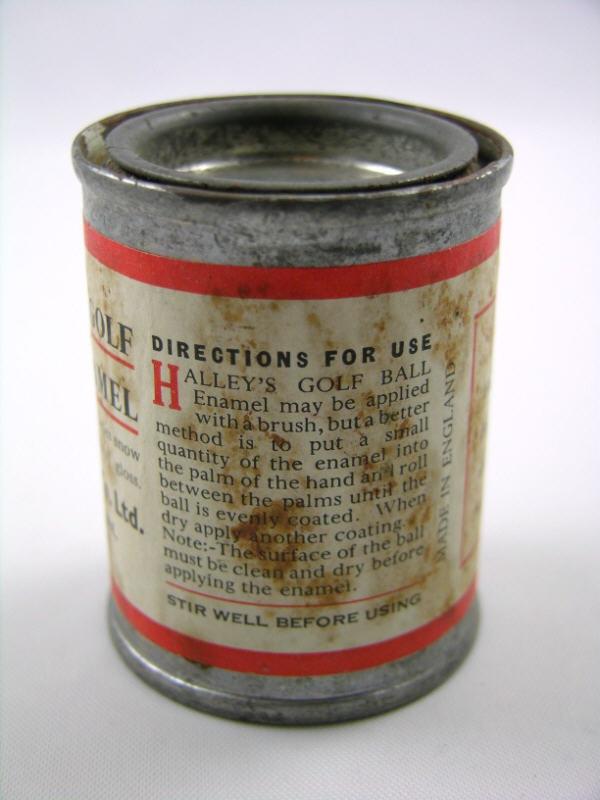 GOLF
MEL
snow
gloss.
Ltd.
DIRECTIONS FOR USE
HALLEY'S GOLF BALL
Enamel may be applied
with a brush, but a better
method is to put a small
quantity of the enamel into
the palm of the hand and roll
between the palms until the
ball is evenly coated. When
dry apply another coating.
Note:-The surface of the ball
must be clean and dry before
applying the enamel.
STIR WELL BEFORE USING
MADE IN ENGLAND